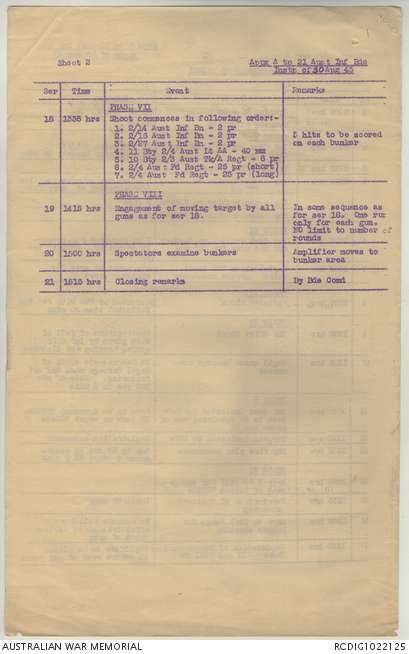 Sheet 2
Appx A to 21 Aust Inf Bde
Instn of 30 Aug 43
Ser Time Event Remarks
PHASE VII
18 1335 hrs Shoot commences in following order:-
1. 2/14 Aust Inf Bn - 2 pr
2. 2/16 Aust Inf Bn - 2 pr
3. 2/27 Aust Inf Bn - 2 pr
4. 11 Bty 2/4 Aust Lt AA - 40 mm
5. 10 Bty 2/3 Aust Tk/A Regt - 6 pr
6. 2/4 Aust Fd Regt - 25 pr (short)
7. 2/4 Aust Fd Regt - 25 pr (long)
5 hits to be scored
on each bunker
PHASE VIII
19 1415 hrs Engagement of moving target by all
guns as for ser 18.
In same sequence as
for ser 18. One run
only for each gun.
NO limit to number of
rounds
20 1500 hrs Spectators examine bunkers
Amplifier moves to
bunker area
21 1515 hrs Closing remarks By Bde Comd
AUSTRALIAN WAR MEMORIAL
RCDIG1022125